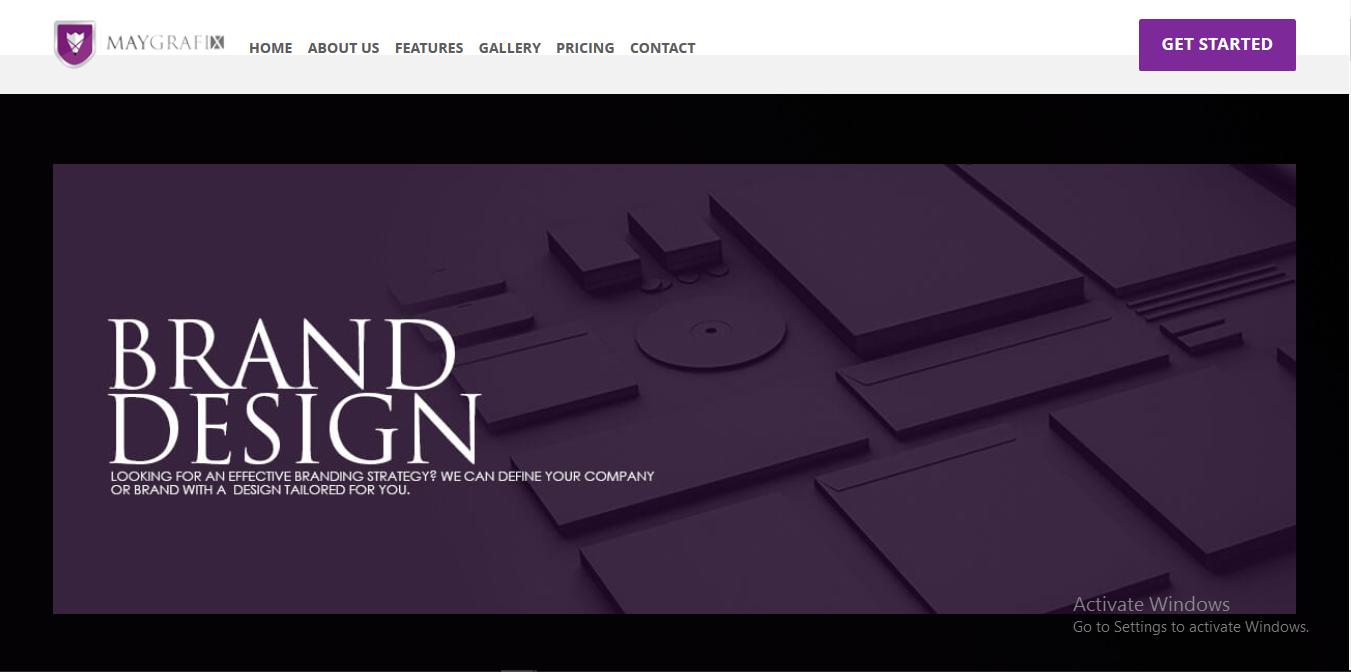 MAYGRAFIX
HOME ABOUT US FEATURES GALLERY PRICING CONTACT
GET STARTED
BRAND
DESIGN
LOOKING FOR AN EFFECTIVE BRANDING STRATEGY? WE CAN DEFINE YOUR COMPANY
OR BRAND WITH A DESIGN TAILORED FOR YOU.
Activate Windows
Go to Settings to activate Windows.